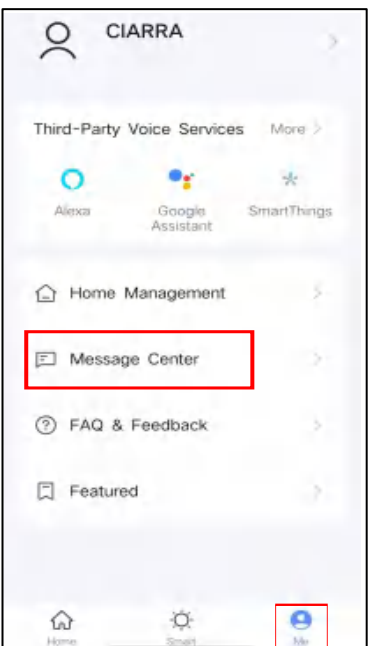 CIARRA
Third-Party Voice Services More
Alexa Google Assistant SmartThings
Home Management
Message Center
FAQ & Feedback
Featured
Home Smart Me